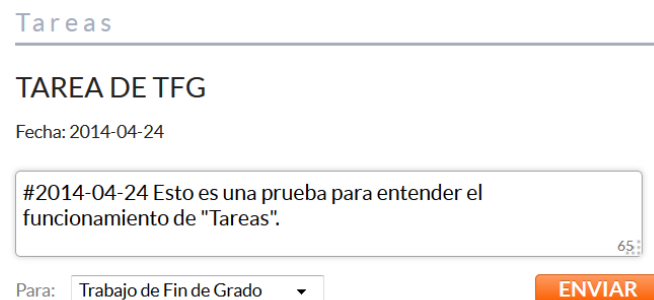 Tareas
TAREA DE TFG
Fecha: 2014-04-24
#2014-04-24 Esto es una prueba para entender el
funcionamiento de "Tareas".
65
Para: Trabajo de Fin de Grado
ENVIAR